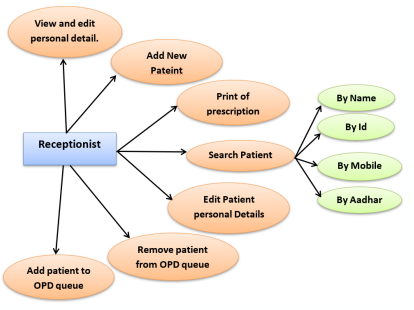 View and edit
personal detail.
Add New
Pateint
Print of
prescription
By Name
By Id
Receptionist
Search Patient
By Mobile
By Aadhar
Edit Patient
personal Details
Remove patient
from OPD queue
Add patient to
OPD queue